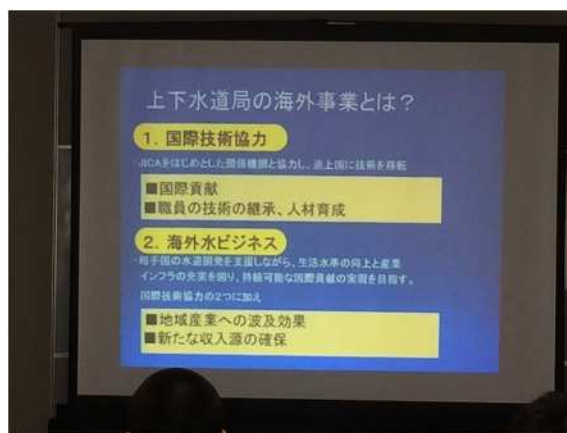 上下水道局の海外事業とは？
1. 国際技術協力
・JICAをはじめとした関係機関と協力し、途上国に技術を移転
■国際貢献
■職員の技術の継承、人材育成
2. 海外水ビジネス
・相手国の水道開発を支援しながら、生活水準の向上と産業
インフラの充実を図り、持続可能な国際貢献の実現を目指す。
国際技術協力の2つに加え
■地域産業への波及効果
■新たな収入源の確保